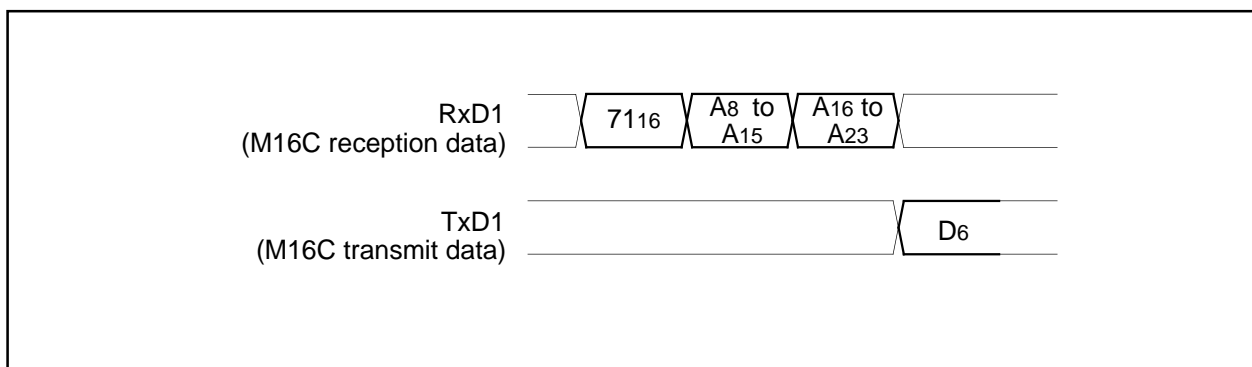 RxD1
(M16C reception data)
7116
A8 to
A15
A16 to
A23
TxD1
(M16C transmit data)
D6